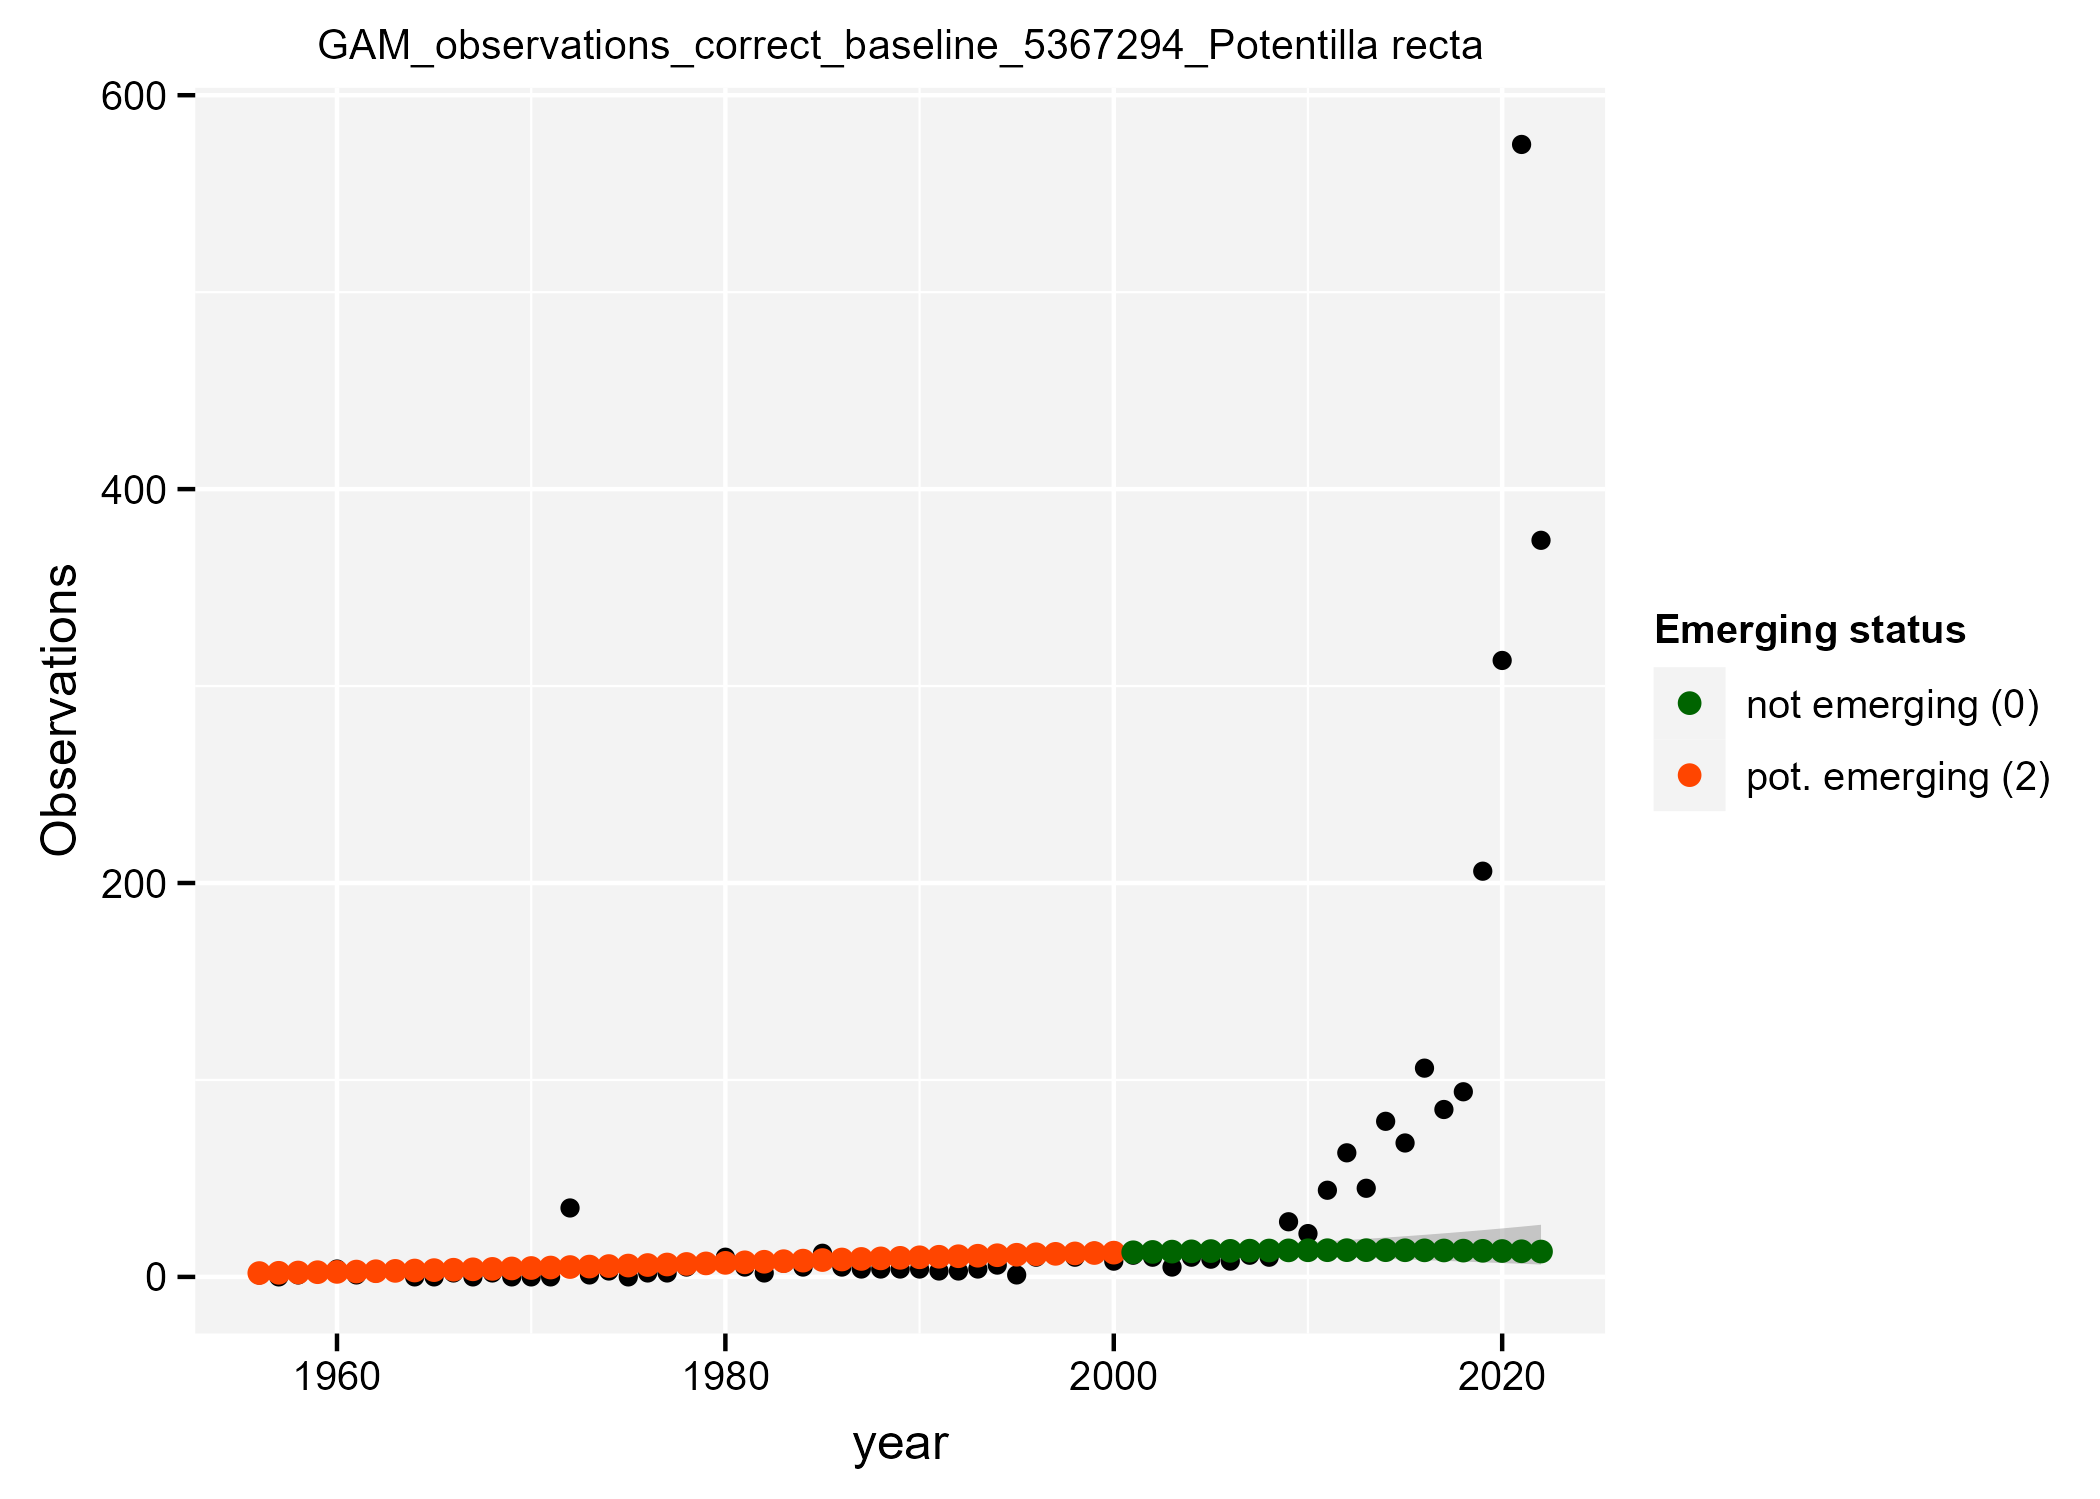 GAM_observations_correct_baseline_5367294_Potentilla recta
600
400
200
0
Observations
1960 1980 2000 2020
year
Emerging status
not emerging (0)
pot. emerging (2)